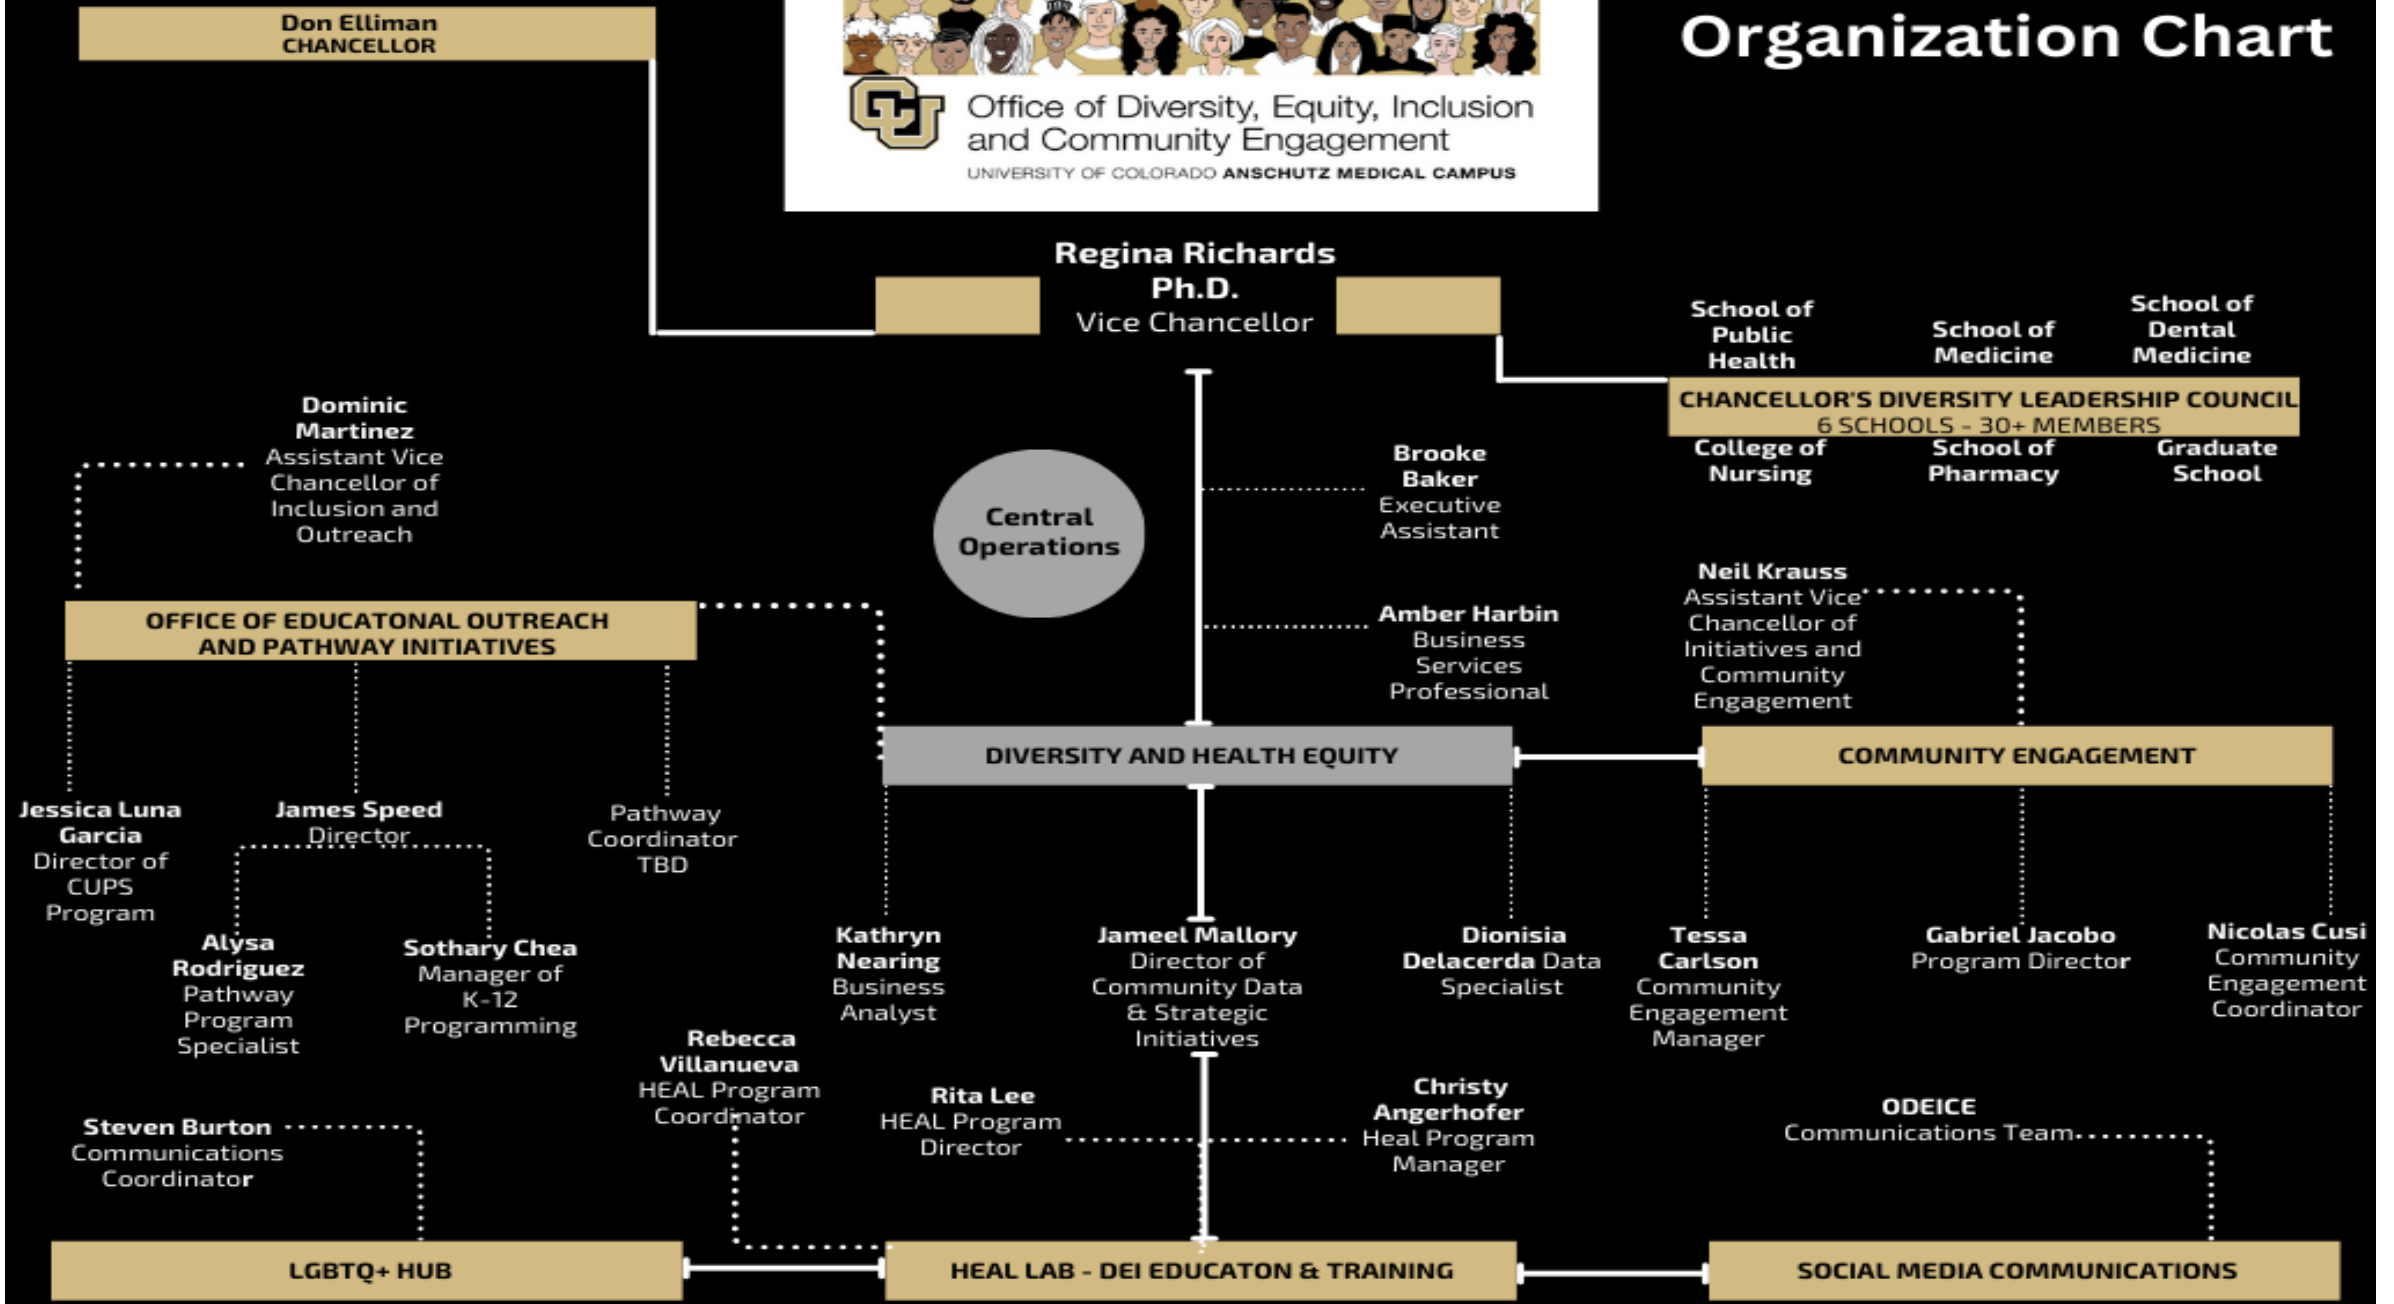 Don Elliman
CHANCELLOR
Organization Chart
CU
Office of Diversity, Equity, Inclusion
and Community Engagement
UNIVERSITY OF COLORADO ANSCHUTZ MEDICAL CAMPUS
Regina Richards
Ph.D.
Vice Chancellor
School of
Public
Health
School of
Medicine
School of
Dental
Medicine
CHANCELLOR'S DIVERSITY LEADERSHIP COUNCIL
6 SCHOOLS - 30+ MEMBERS
College of
Nursing
School of
Pharmacy
Graduate
School
Dominic
Martinez
Assistant Vice
Chancellor of
Inclusion and
Outreach
Central
Operations
Brooke
Baker
Executive
Assistant
Amber Harbin
Business
Services
Professional
Neil Krauss
Assistant Vice
Chancellor of
Initiatives and
Community
Engagement
OFFICE OF EDUCATONAL OUTREACH
AND PATHWAY INITIATIVES
DIVERSITY AND HEALTH EQUITY
COMMUNITY ENGAGEMENT
Jessica Luna
Garcia
Director of
CUPS
Program
James Speed
Director
Pathway
Coordinator
TBD
Alysa
Rodriguez
Pathway
Program
Specialist
Sothary Chea
Manager of
K-12
Programming
Kathryn
Nearing
Business
Analyst
Jameel Mallory
Director of
Community Data
& Strategic
Initiatives
Dionisia
Delacerda Data
Specialist
Tessa
Carlson
Community
Engagement
Manager
Gabriel Jacobo
Program Director
Nicolas Cusi
Community
Engagement
Coordinator
Rebecca
Villanueva
HEAL Program
Coordinator
Rita Lee
HEAL Program
Director
Christy
Angerhofer
Heal Program
Manager
Steven Burton
Communications
Coordinator
ODEICE
Communications Team
LGBTQ+ HUB
HEAL LAB - DEI EDUCATON & TRAINING
SOCIAL MEDIA COMMUNICATIONS